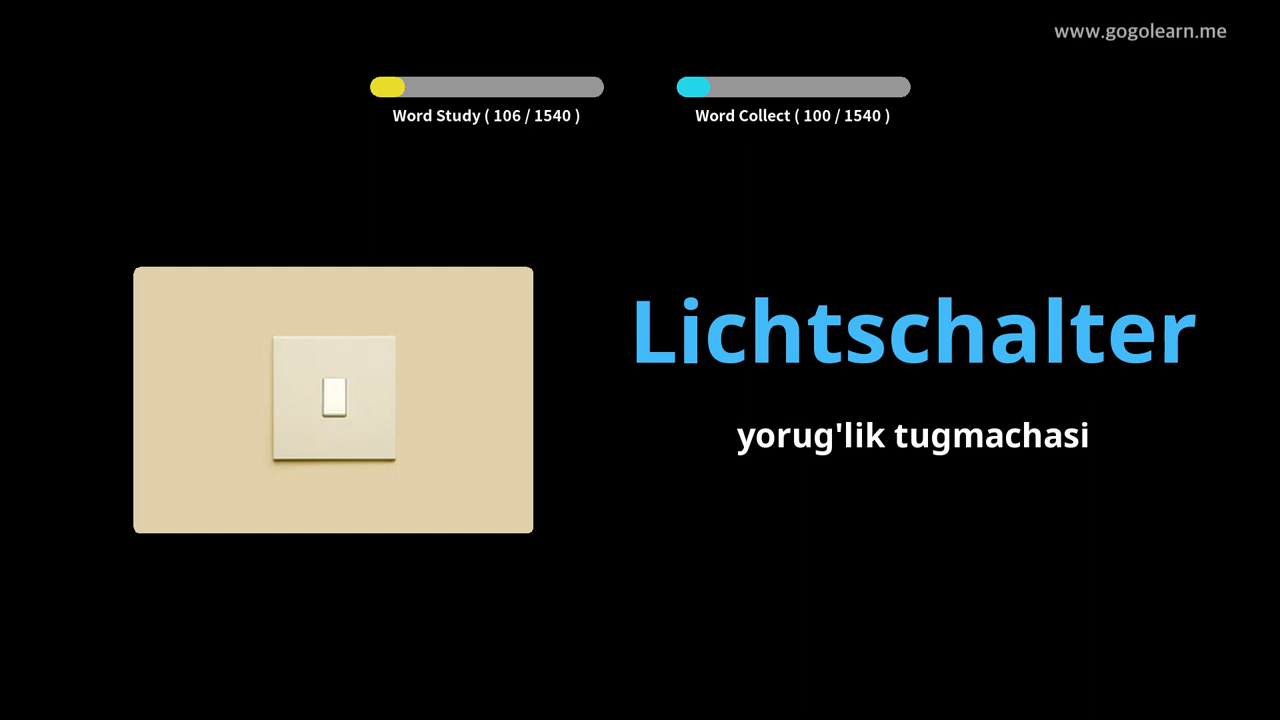 www.gogolearn.me
Word Study ( 106 / 1540 )
Word Collect ( 100 / 1540 )
Lichtschalter
yorug'lik tugmachasi